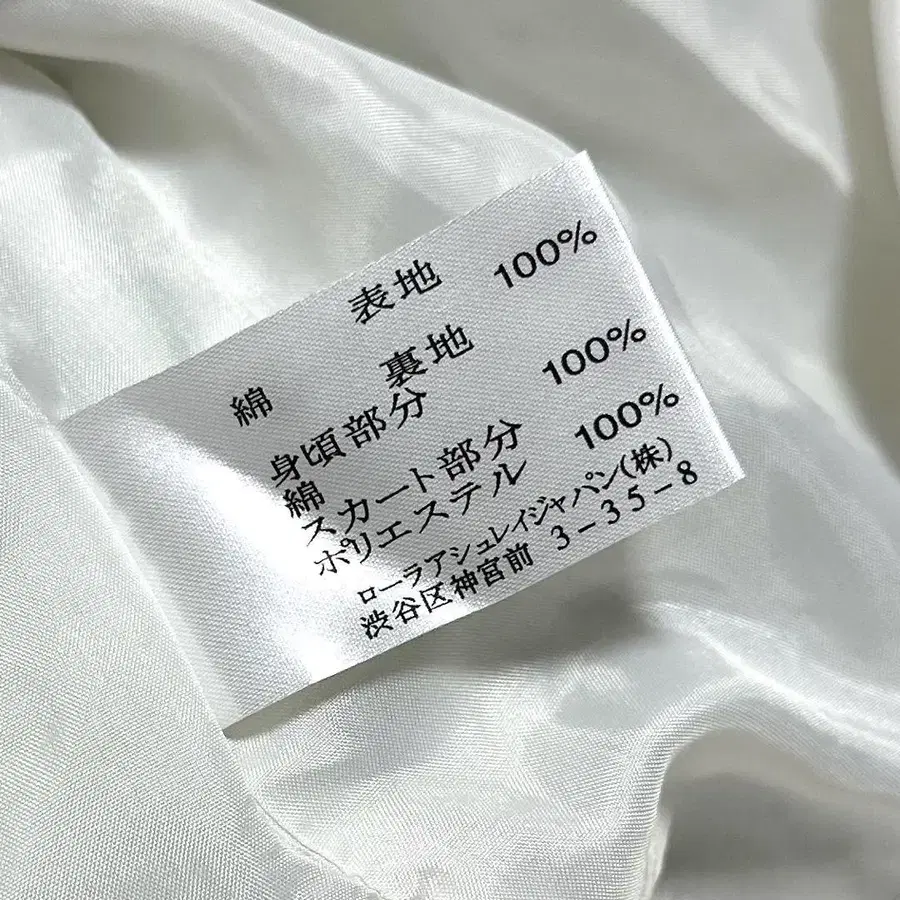 表地
綿 100%
裏地
身頃部分
綿 100%
スカート部分
ポリエステル 100%
ローラアシュレイジャパン(株)
渋谷区神宮前 3-35-8